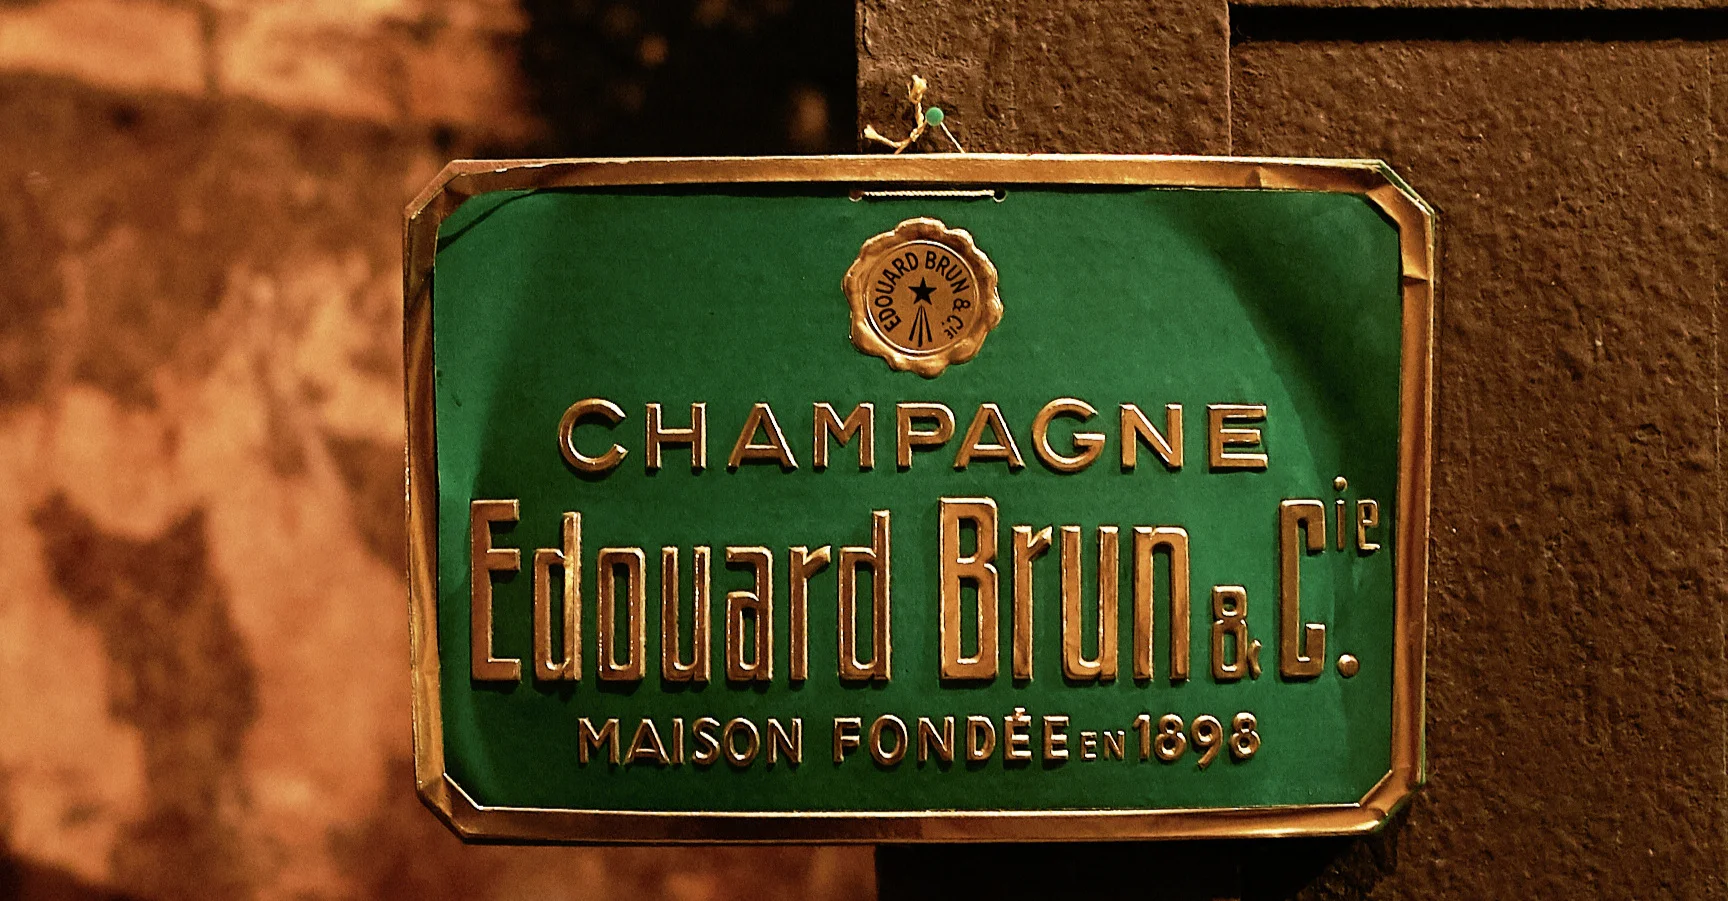 EDOUARD BRUN & Cie
CHAMPAGNE
Edouard Brun & Cie.
MAISON FONDÉE EN 1898